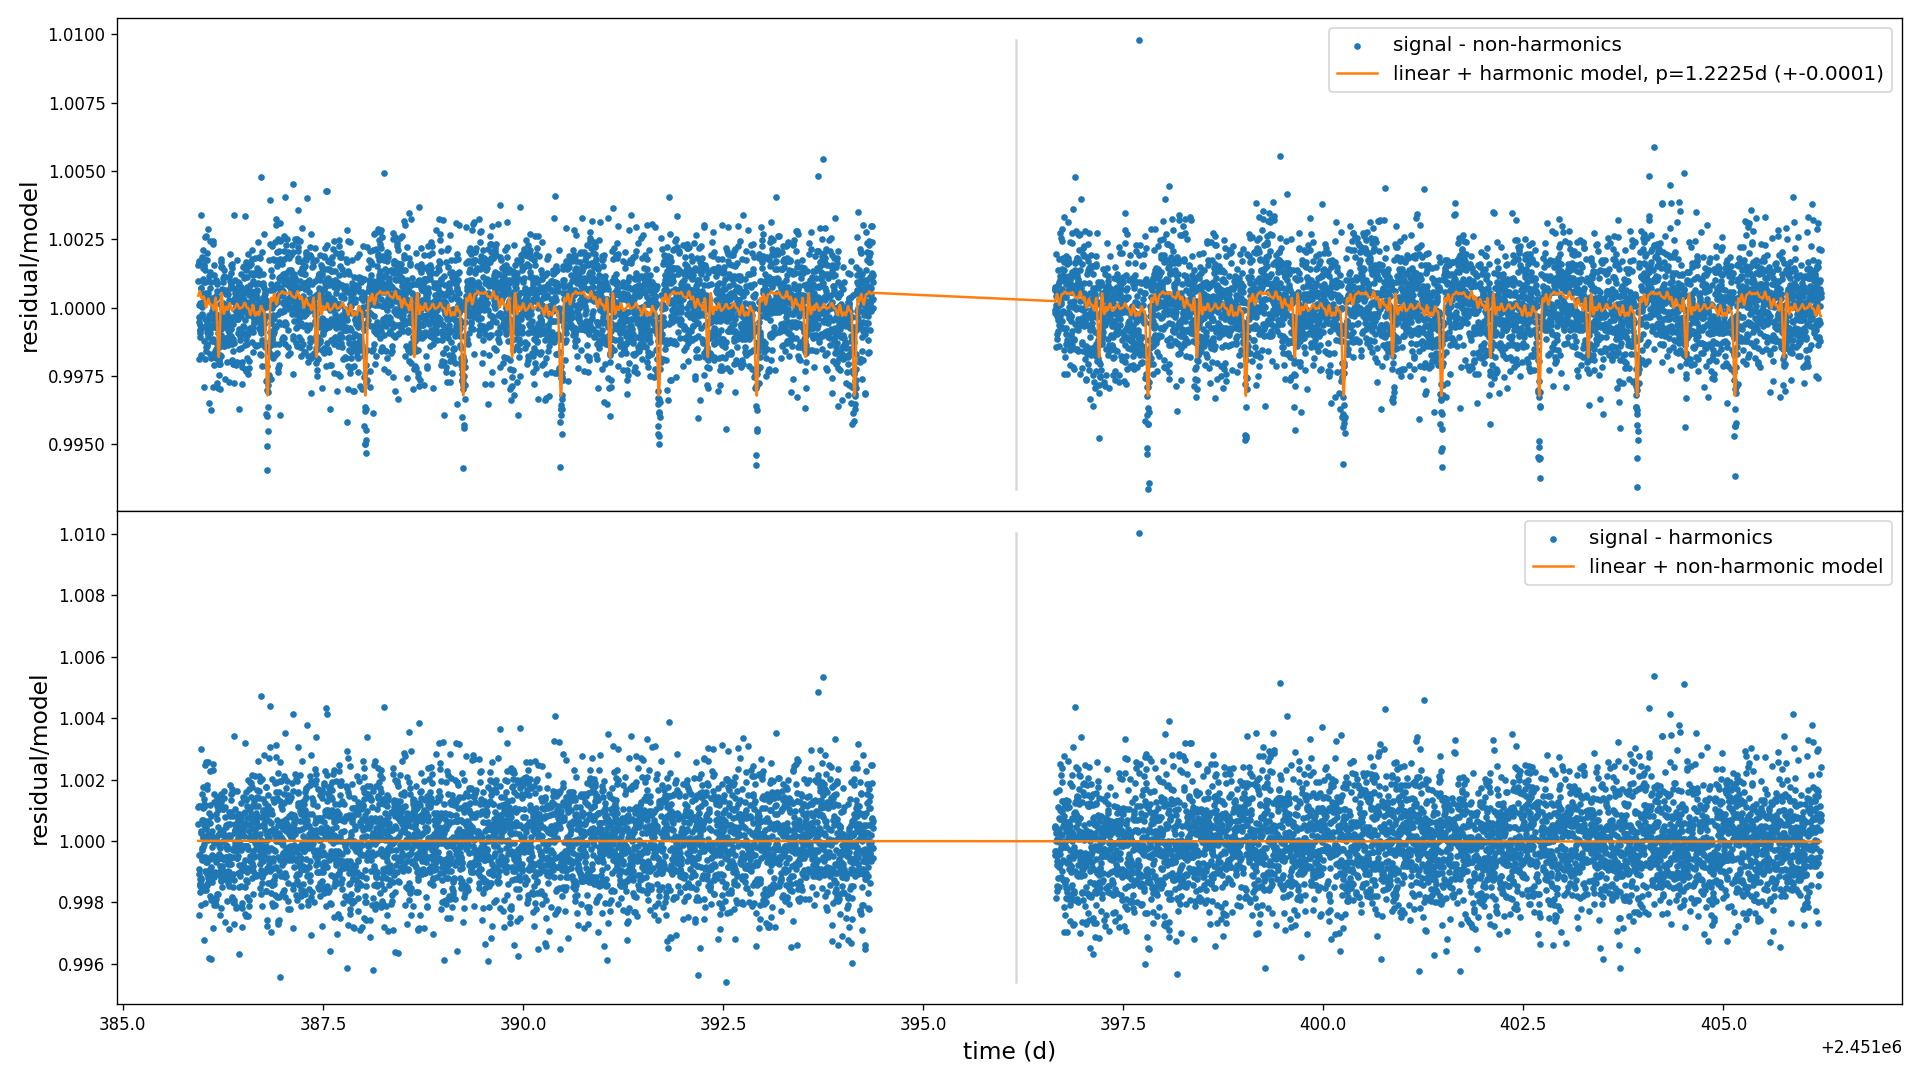 signal - non-harmonics
linear + harmonic model, p=1.2225d (+-0.0001)
1.0100
1.0075
1.0050
1.0025
1.0000
0.9975
0.9950
residual/model
signal - harmonics
linear + non-harmonic model
1.010
1.008
1.006
1.004
1.002
1.000
0.998
0.996
residual/model
385.0 387.5 390.0 392.5 395.0 397.5 400.0 402.5 405.0
time (d)
+2.451e6